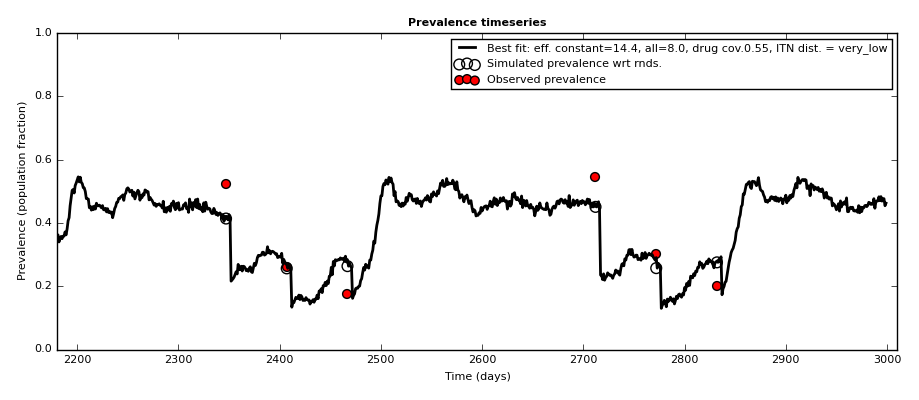 Prevalence timeseries
1.0
0.8
0.6
0.4
0.2
0.0
Prevalence (population fraction)
Best fit: eff. constant=14.4, all=8.0, drug cov.0.55, ITN dist. = very_low
Simulated prevalence wrt rnds.
Observed prevalence
2200 2300 2400 2500 2600 2700 2800 2900 3000
Time (days)